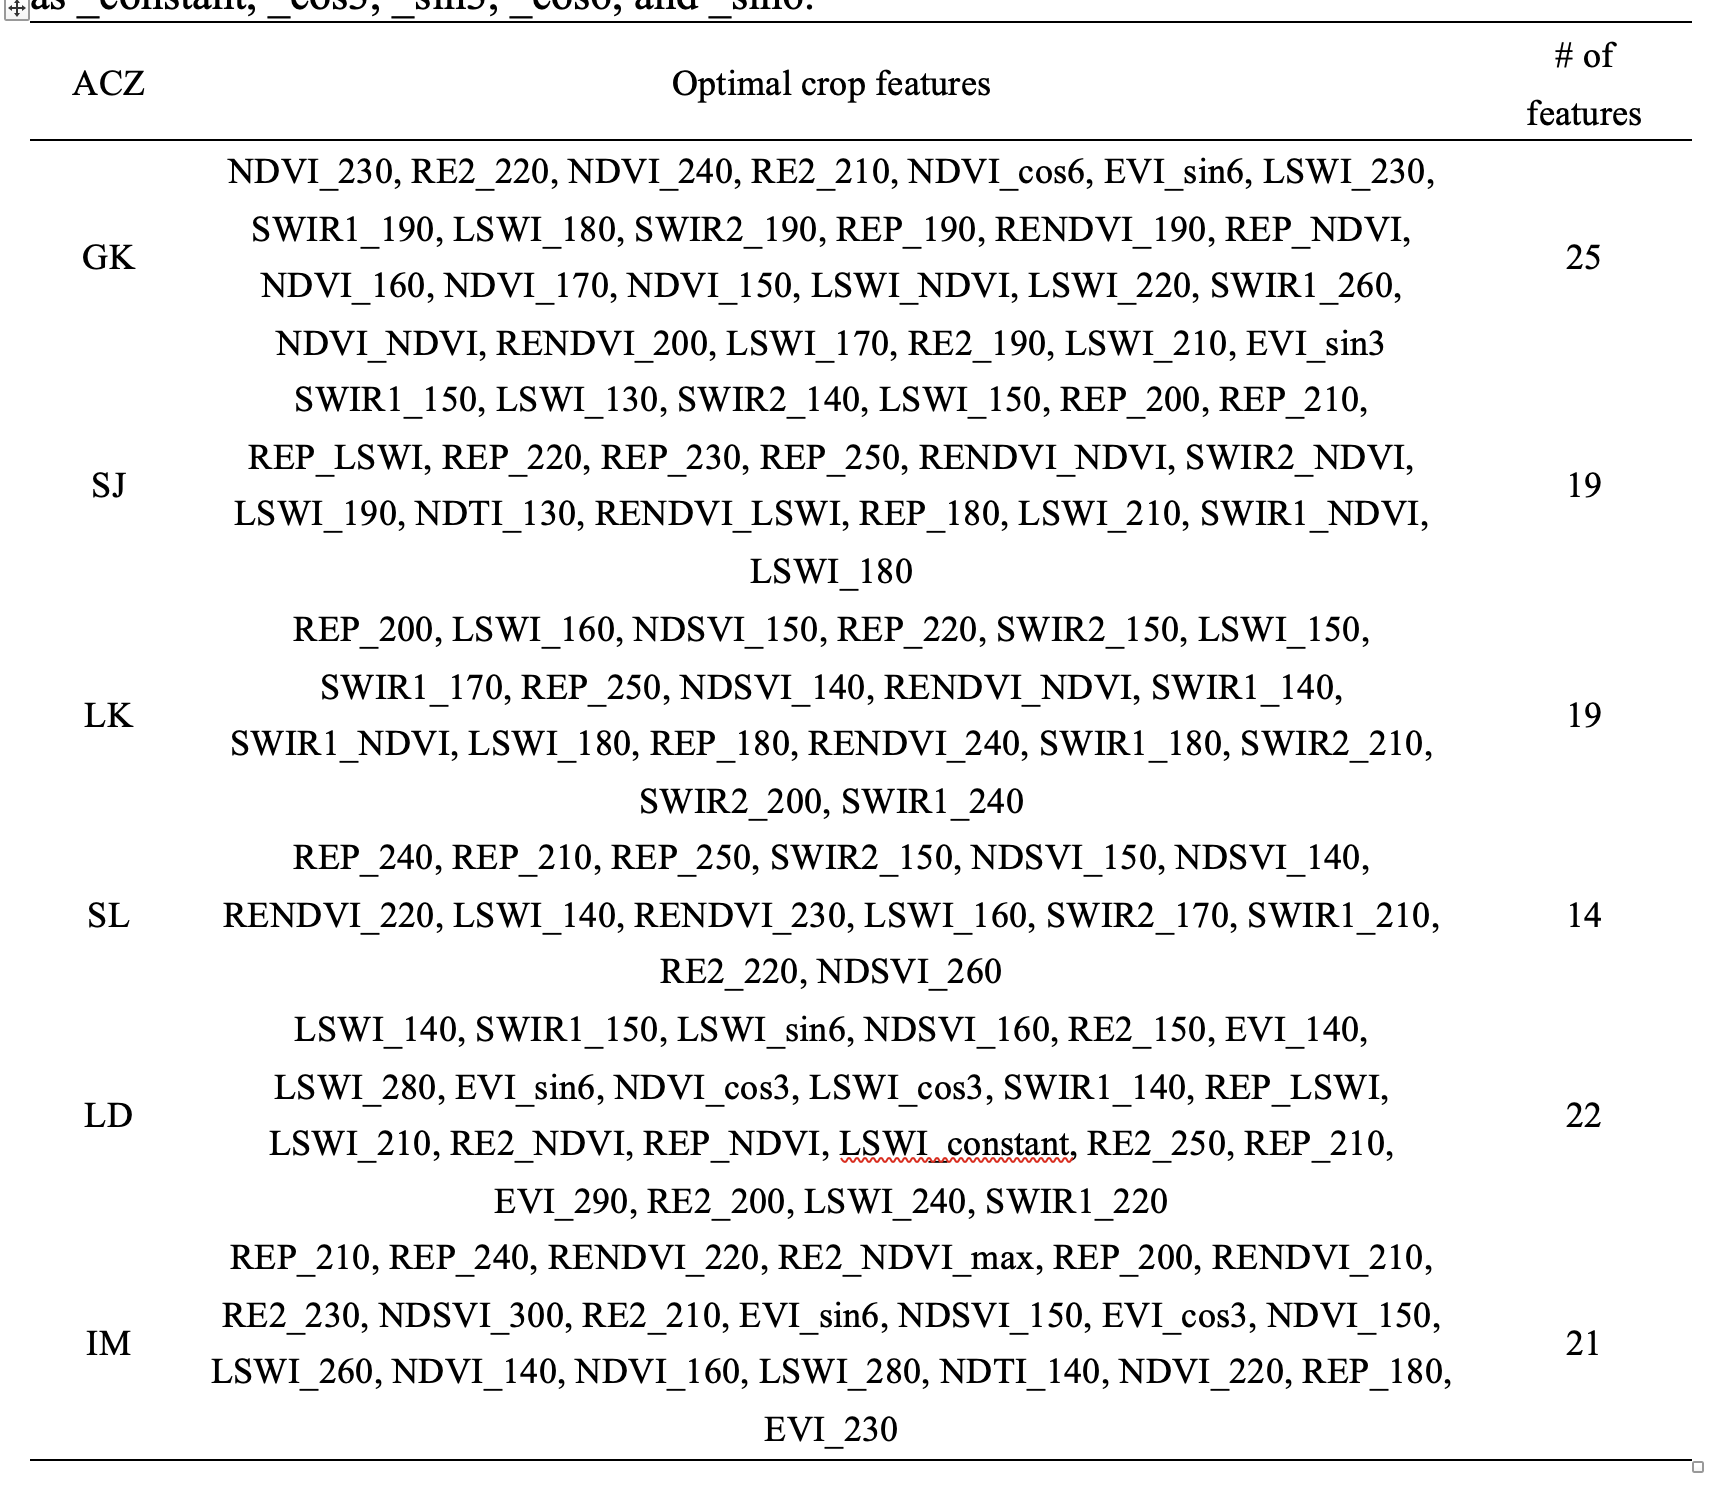 as _constant, _cos3, _sin3, _cos6, and _sin6.
ACZ
Optimal crop features
# of
features
NDVI_230, RE2_220, NDVI_240, RE2_210, NDVI_cos6, EVI_sin6, LSWI_230,
SWIR1_190, LSWI_180, SWIR2_190, REP_190, RENDVI_190, REP_NDVI,
GK
NDVI_160, NDVI_170, NDVI_150, LSWI_NDVI, LSWI_220, SWIR1_260,
25
NDVI_NDVI, RENDVI_200, LSWI_170, RE2_190, LSWI_210, EVI_sin3
SWIR1_150, LSWI_130, SWIR2_140, LSWI_150, REP_200, REP_210,
REP_LSWI, REP_220, REP_230, REP_250, RENDVI_NDVI, SWIR2_NDVI,
SJ
19
LSWI_190, NDTI_130, RENDVI_LSWI, REP_180, LSWI_210, SWIR1_NDVI,
LSWI_180
REP_200, LSWI_160, NDSVI_150, REP_220, SWIR2_150, LSWI_150,
SWIR1_170, REP_250, NDSVI_140, RENDVI_NDVI, SWIR1_140,
LK
19
SWIR1_NDVI, LSWI_180, REP_180, RENDVI_240, SWIR1_180, SWIR2_210,
SWIR2_200, SWIR1_240
REP_240, REP_210, REP_250, SWIR2_150, NDSVI_150, NDSVI_140,
SL
RENDVI_220, LSWI_140, RENDVI_230, LSWI_160, SWIR2_170, SWIR1_210,
14
RE2_220, NDSVI_260
LSWI_140, SWIR1_150, LSWI_sin6, NDSVI_160, RE2_150, EVI_140,
LSWI_280, EVI_sin6, NDVI_cos3, LSWI_cos3, SWIR1_140, REP_LSWI,
LD
22
LSWI_210, RE2_NDVI, REP_NDVI, LSWI_constant, RE2_250, REP_210,
EVI_290, RE2_200, LSWI_240, SWIR1_220
REP_210, REP_240, RENDVI_220, RE2_NDVI_max, REP_200, RENDVI_210,
RE2_230, NDSVI_300, RE2_210, EVI_sin6, NDSVI_150, EVI_cos3, NDVI_150,
IM
21
LSWI_260, NDVI_140, NDVI_160, LSWI_280, NDTI_140, NDVI_220, REP_180,
EVI_230